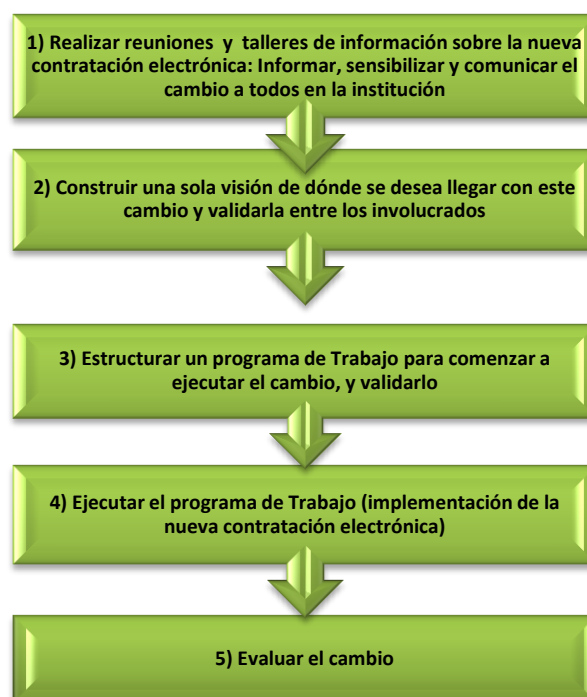 1) Realizar reuniones y talleres de información sobre la nueva
contratación electrónica: Informar, sensibilizar y comunicar el
cambio a todos en la institución
2) Construir una sola visión de dónde se desea llegar con este
cambio y validarla entre los involucrados
3) Estructurar un programa de Trabajo para comenzar a
ejecutar el cambio, y validarlo
4) Ejecutar el programa de Trabajo (implementación de la
nueva contratación electrónica)
5) Evaluar el cambio